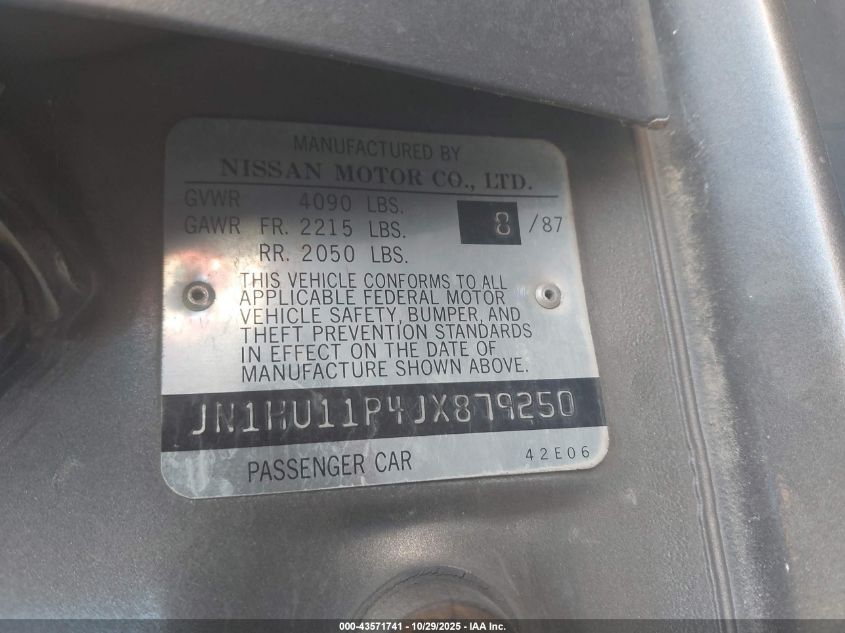 MANUFACTURED BY
NISSAN MOTOR CO., LTD.
GVWR 4090 LBS.
GAWR FR. 2215 LBS. 8 /87
RR. 2050 LBS.
THIS VEHICLE CONFORMS TO ALL
APPLICABLE FEDERAL MOTOR
VEHICLE SAFETY, BUMPER, AND
THEFT PREVENTION STANDARDS
IN EFFECT ON THE DATE OF
MANUFACTURE SHOWN ABOVE.
JN1HU11P4JX879250
PASSENGER CAR 42E06
000-43571741 - 10/29/2025 - IAA Inc.